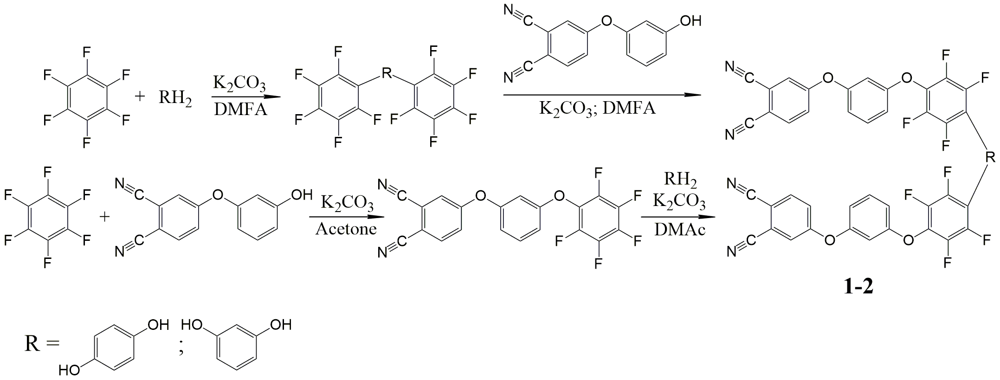 F
F F
F F
F
+ RH₂
K₂CO₃
DMFA
F R F
F F
F F F F
F F
N≡C O OH
N≡C
K₂CO₃; DMFA
N≡C O O F F
N≡C F
F
R
F
F F F
F F
F
+
N≡C O OH
N≡C
K₂CO₃
Acetone
N≡C O O F F
N≡C F F
F
RH₂
K₂CO₃
DMAc
N≡C F F
N≡C O O F
F
1-2
R = OH ; HO OH
HO